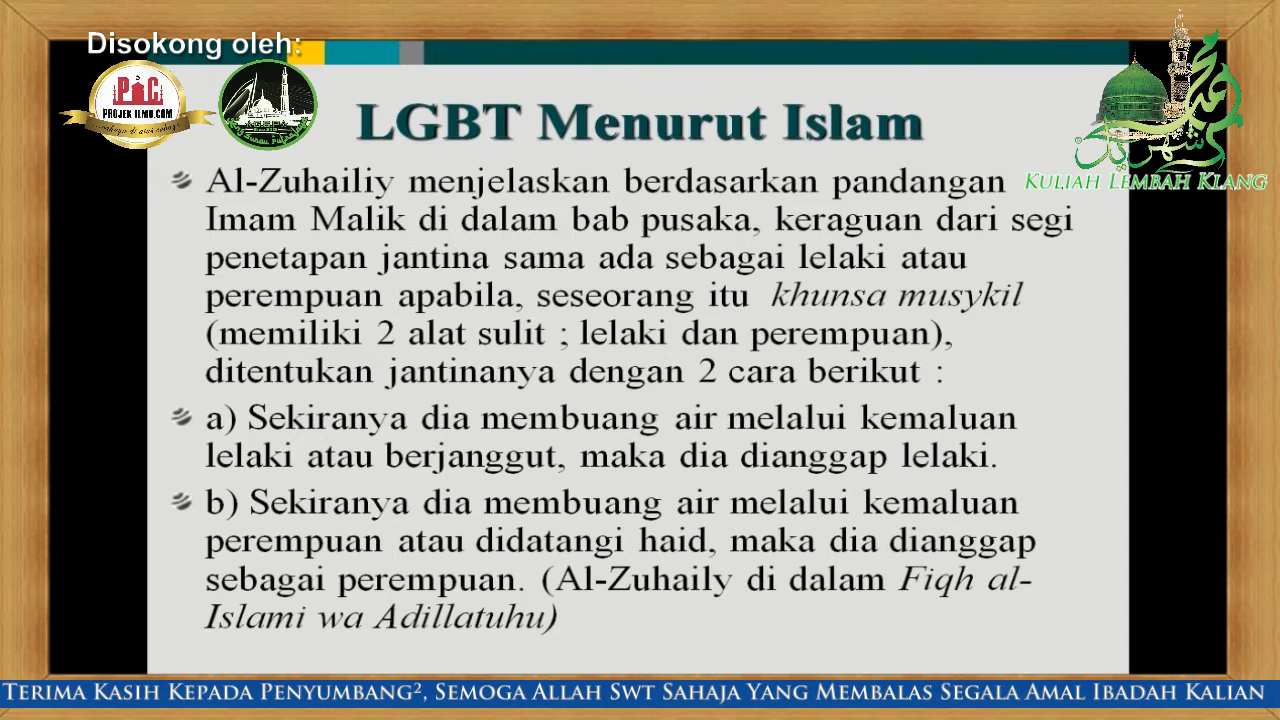 Disokong oleh:
PIC
PROJEK ILMU.COM
LGBT Menurut Islam
KULIAH LEMBAH KLANG
Al-Zuhailiy menjelaskan berdasarkan pandangan
Imam Malik di dalam bab pusaka, keraguan dari segi
penetapan jantina sama ada sebagai lelaki atau
perempuan apabila, seseorang itu khunsa musykil
(memiliki 2 alat sulit ; lelaki dan perempuan),
ditentukan jantinanya dengan 2 cara berikut :
a) Sekiranya dia membuang air melalui kemaluan
lelaki atau berjanggut, maka dia dianggap lelaki.
b) Sekiranya dia membuang air melalui kemaluan
perempuan atau didatangi haid, maka dia dianggap
sebagai perempuan. (Al-Zuhaily di dalam Fiqh al-
Islami wa Adillatuhu)
TERIMA KASIH KEPADA PENYUMBANG², SEMOGA ALLAH SWT SAHAJA YANG MEMBALAS SEGALA AMAL IBADAH KALIAN